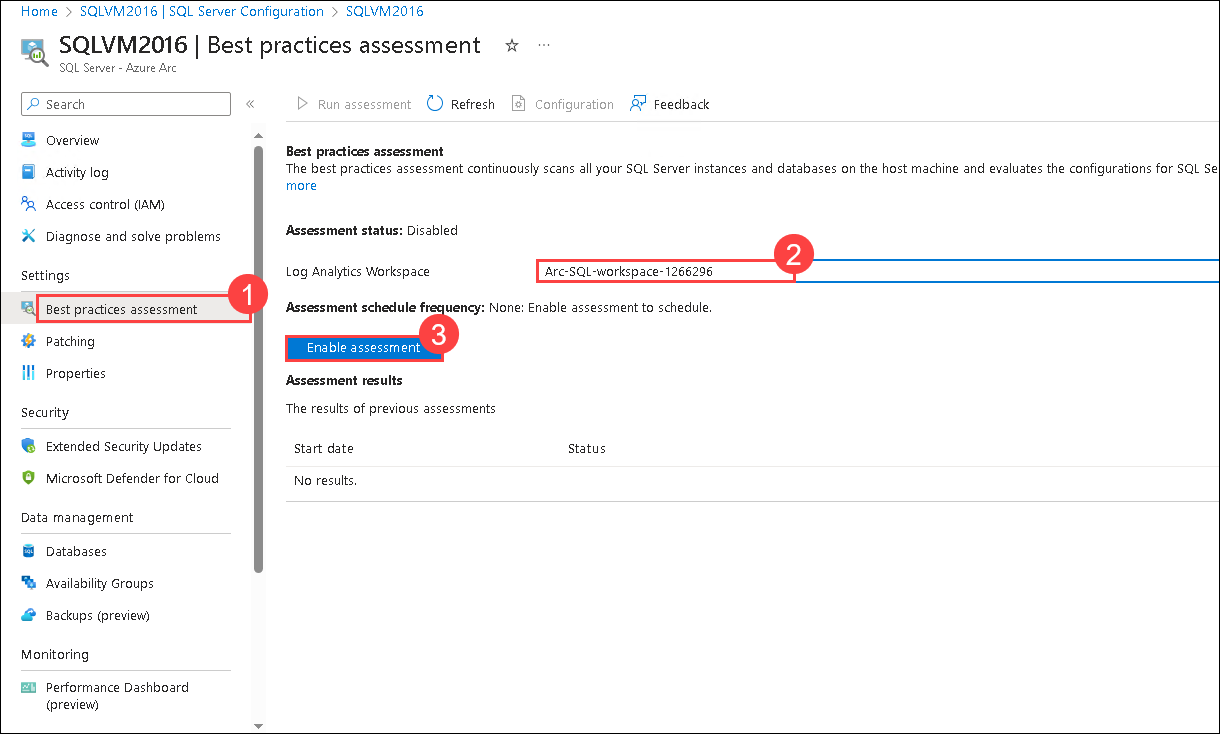 Home > SQLVM2016 | SQL Server Configuration > SQLVM2016
SQLVM2016 | Best practices assessment
SQL Server - Azure Arc
Search
Overview
Activity log
Access control (IAM)
Diagnose and solve problems
Settings
Best practices assessment
1
Patching
Properties
Security
Extended Security Updates
Microsoft Defender for Cloud
Data management
Databases
Availability Groups
Backups (preview)
Monitoring
Performance Dashboard
(preview)
Run assessment Refresh Configuration Feedback
Best practices assessment
The best practices assessment continuously scans all your SQL Server instances and databases on the host machine and evaluates the configurations for SQL Se
more
Assessment status: Disabled
Log Analytics Workspace Arc-SQL-workspace-1266296
2
Assessment schedule frequency: None: Enable assessment to schedule.
Enable assessment
3
Assessment results
The results of previous assessments
Start date Status
No results.